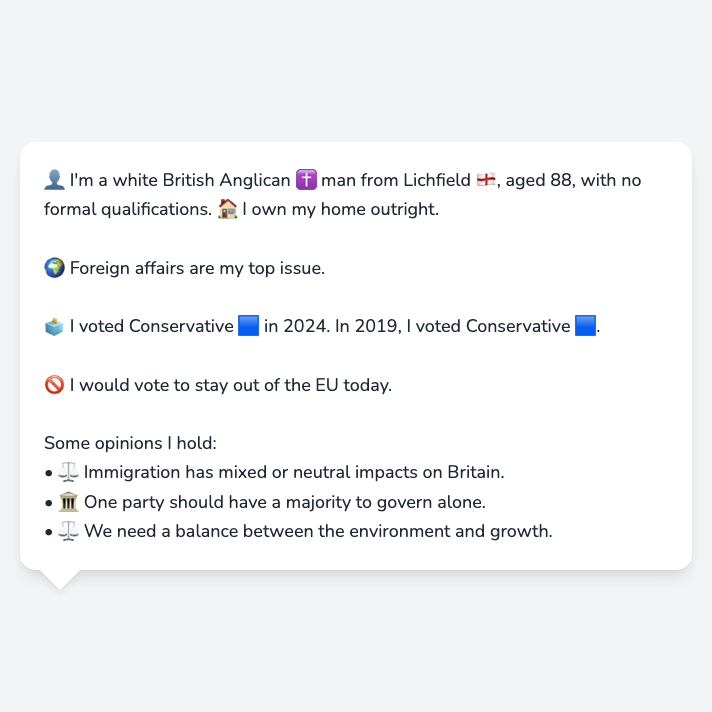 👤 I'm a white British Anglican ✝️ man from Lichfield 🏴󠁧󠁢󠁥󠁮󠁧󠁿, aged 88, with no
formal qualifications. 🏠 I own my home outright.
🌍 Foreign affairs are my top issue.
🗳️ I voted Conservative 🟦 in 2024. In 2019, I voted Conservative 🟦.
🚫 I would vote to stay out of the EU today.
Some opinions I hold:
• ⚖️ Immigration has mixed or neutral impacts on Britain.
• 🏛️ One party should have a majority to govern alone.
• ⚖️ We need a balance between the environment and growth.